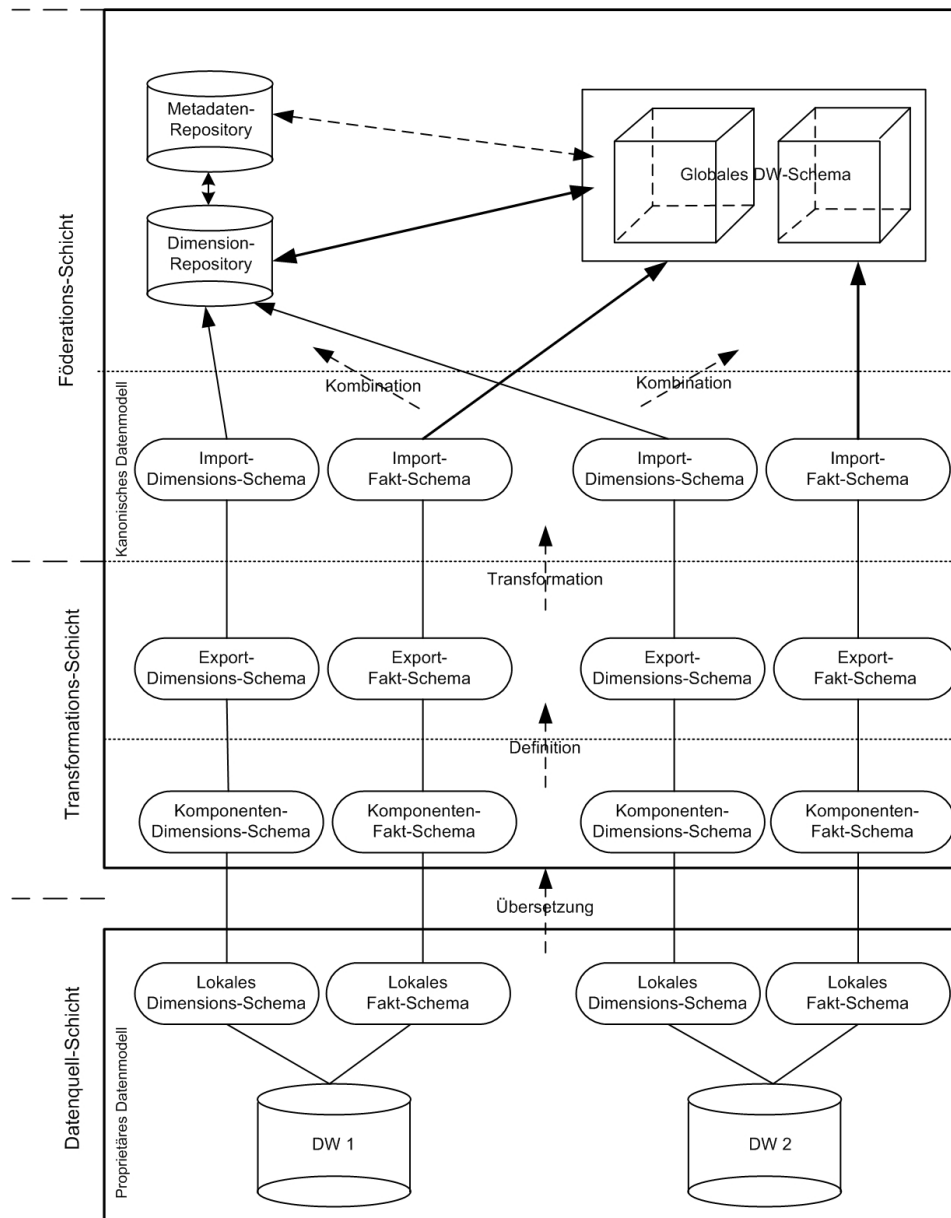 Föderations-Schicht
Metadaten-
Repository
Globales DW-Schema
Dimension-
Repository
Kombination
Kombination
Kanonisches Datenmodell
Import-
Dimensions-Schema
Import-
Fakt-Schema
Import-
Dimensions-Schema
Import-
Fakt-Schema
Transformation
Transformations-Schicht
Export-
Dimensions-Schema
Export-
Fakt-Schema
Export-
Dimensions-Schema
Export-
Fakt-Schema
Definition
Komponenten-
Dimensions-Schema
Komponenten-
Fakt-Schema
Komponenten-
Dimensions-Schema
Komponenten-
Fakt-Schema
Übersetzung
Datenquell-Schicht
Proprietäres Datenmodell
Lokales
Dimensions-Schema
Lokales
Fakt-Schema
Lokales
Dimensions-Schema
Lokales
Fakt-Schema
DW 1
DW 2